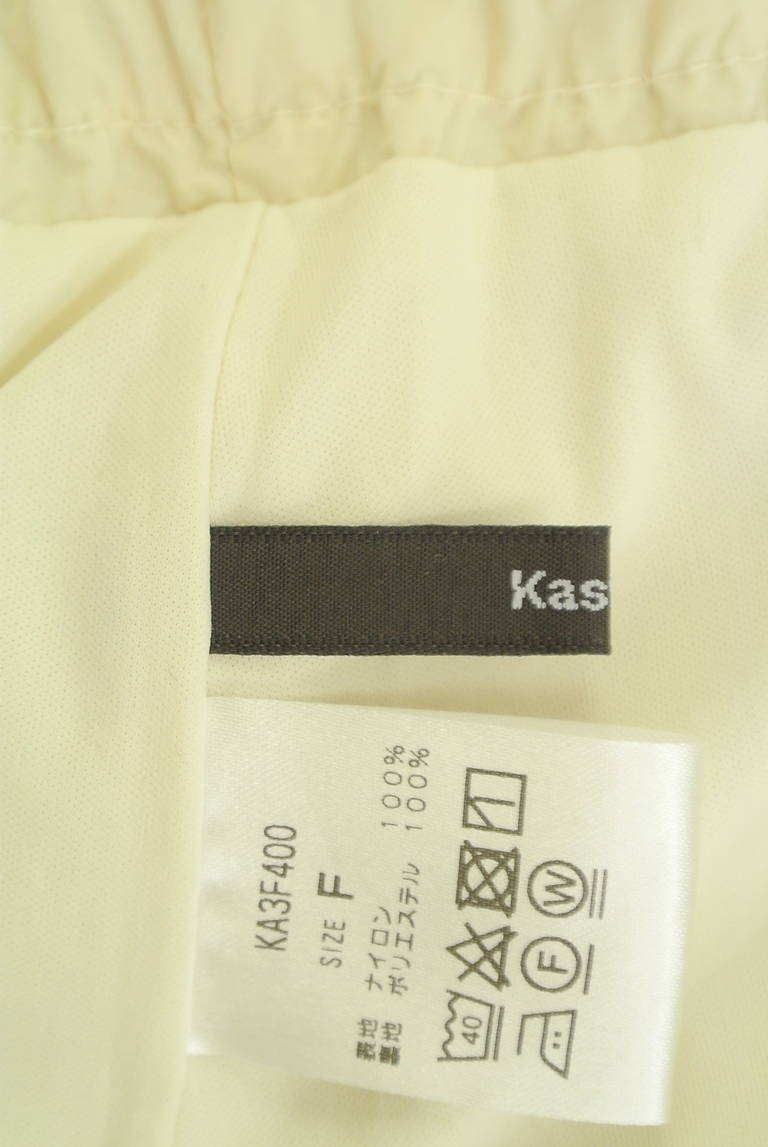 Kas
KA3F400
SIZE F
表地 ナイロン 100%
裏地 ポリエステル 100%
40
F
W